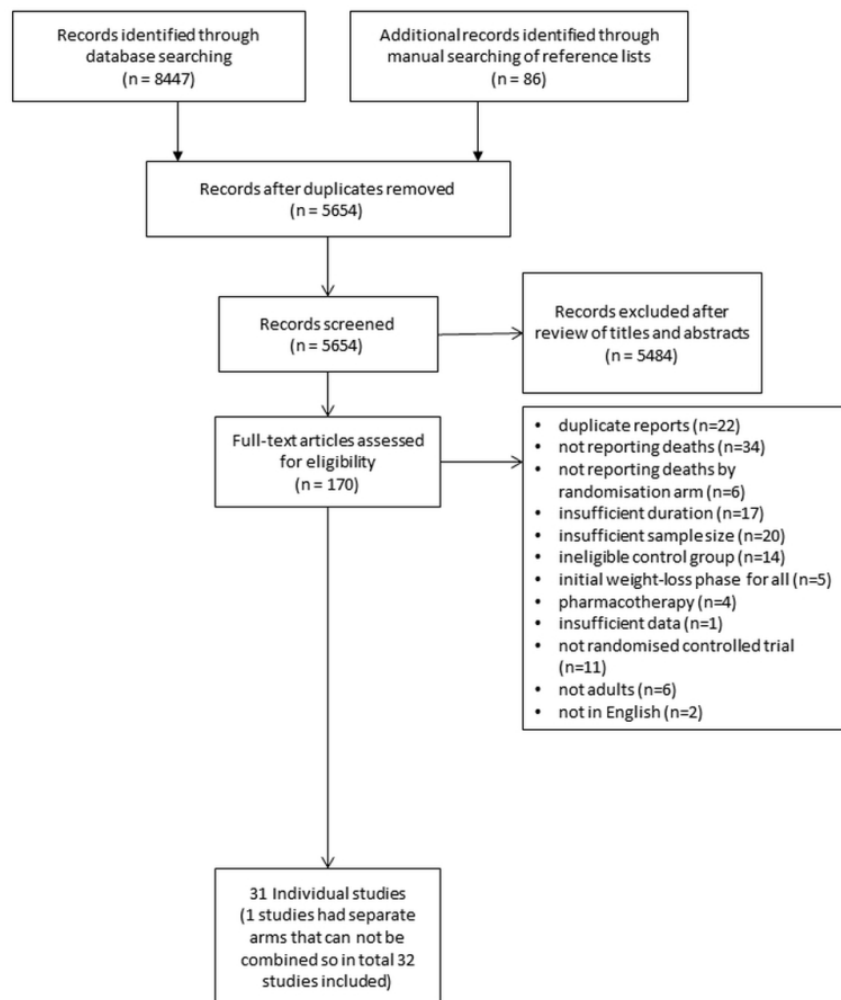 Records identified through
database searching
(n = 8447)
Additional records identified through
manual searching of reference lists
(n = 86)
Records after duplicates removed
(n = 5654)
Records screened
(n = 5654)
Records excluded after
review of titles and abstracts
(n = 5484)
Full-text articles assessed
for eligibility
(n = 170)
• duplicate reports (n=22)
• not reporting deaths (n=34)
• not reporting deaths by
randomisation arm (n=6)
• insufficient duration (n=17)
• insufficient sample size (n=20)
• ineligible control group (n=14)
• initial weight-loss phase for all (n=5)
• pharmacotherapy (n=4)
• insufficient data (n=1)
• not randomised controlled trial
(n=11)
• not adults (n=6)
• not in English (n=2)
31 Individual studies
(1 studies had separate
arms that can not be
combined so in total 32
studies included)